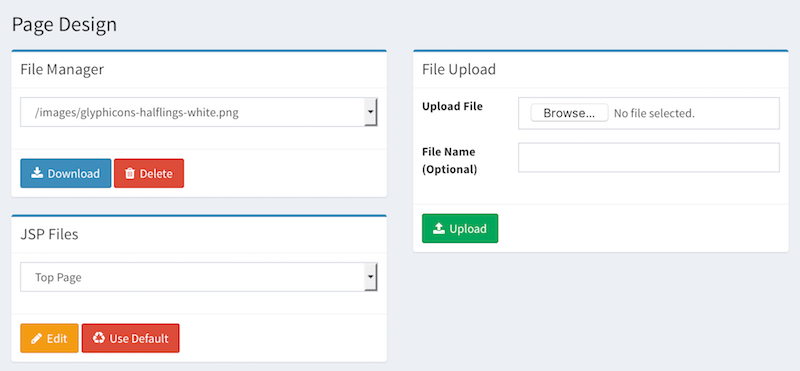 Page Design
File Manager
/images/glyphicons-halflings-white.png
Download Delete
JSP Files
Top Page
Edit Use Default
File Upload
Upload File Browse... No file selected.
File Name
(Optional)
Upload